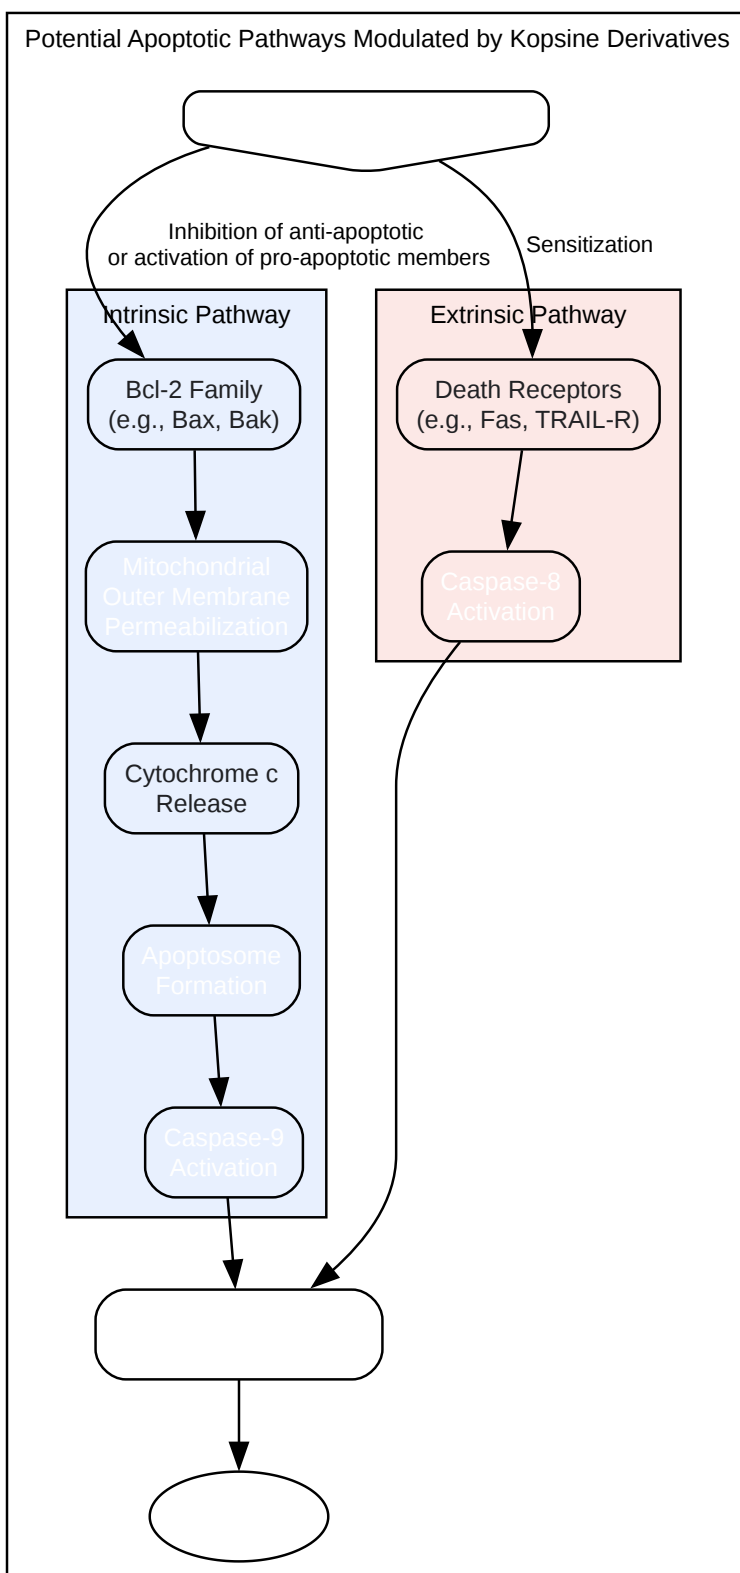 Potential Apoptotic Pathways Modulated by Kopsine Derivatives
Inhibition of anti-apoptotic
or activation of pro-apoptotic members
Sensitization
Intrinsic Pathway
Extrinsic Pathway
Bcl-2 Family
(e.g., Bax, Bak)
Death Receptors
(e.g., Fas, TRAIL-R)
Mitochondrial
Outer Membrane
Permeabilization
Caspase-8
Activation
Cytochrome c
Release
Apoptosome
Formation
Caspase-9
Activation